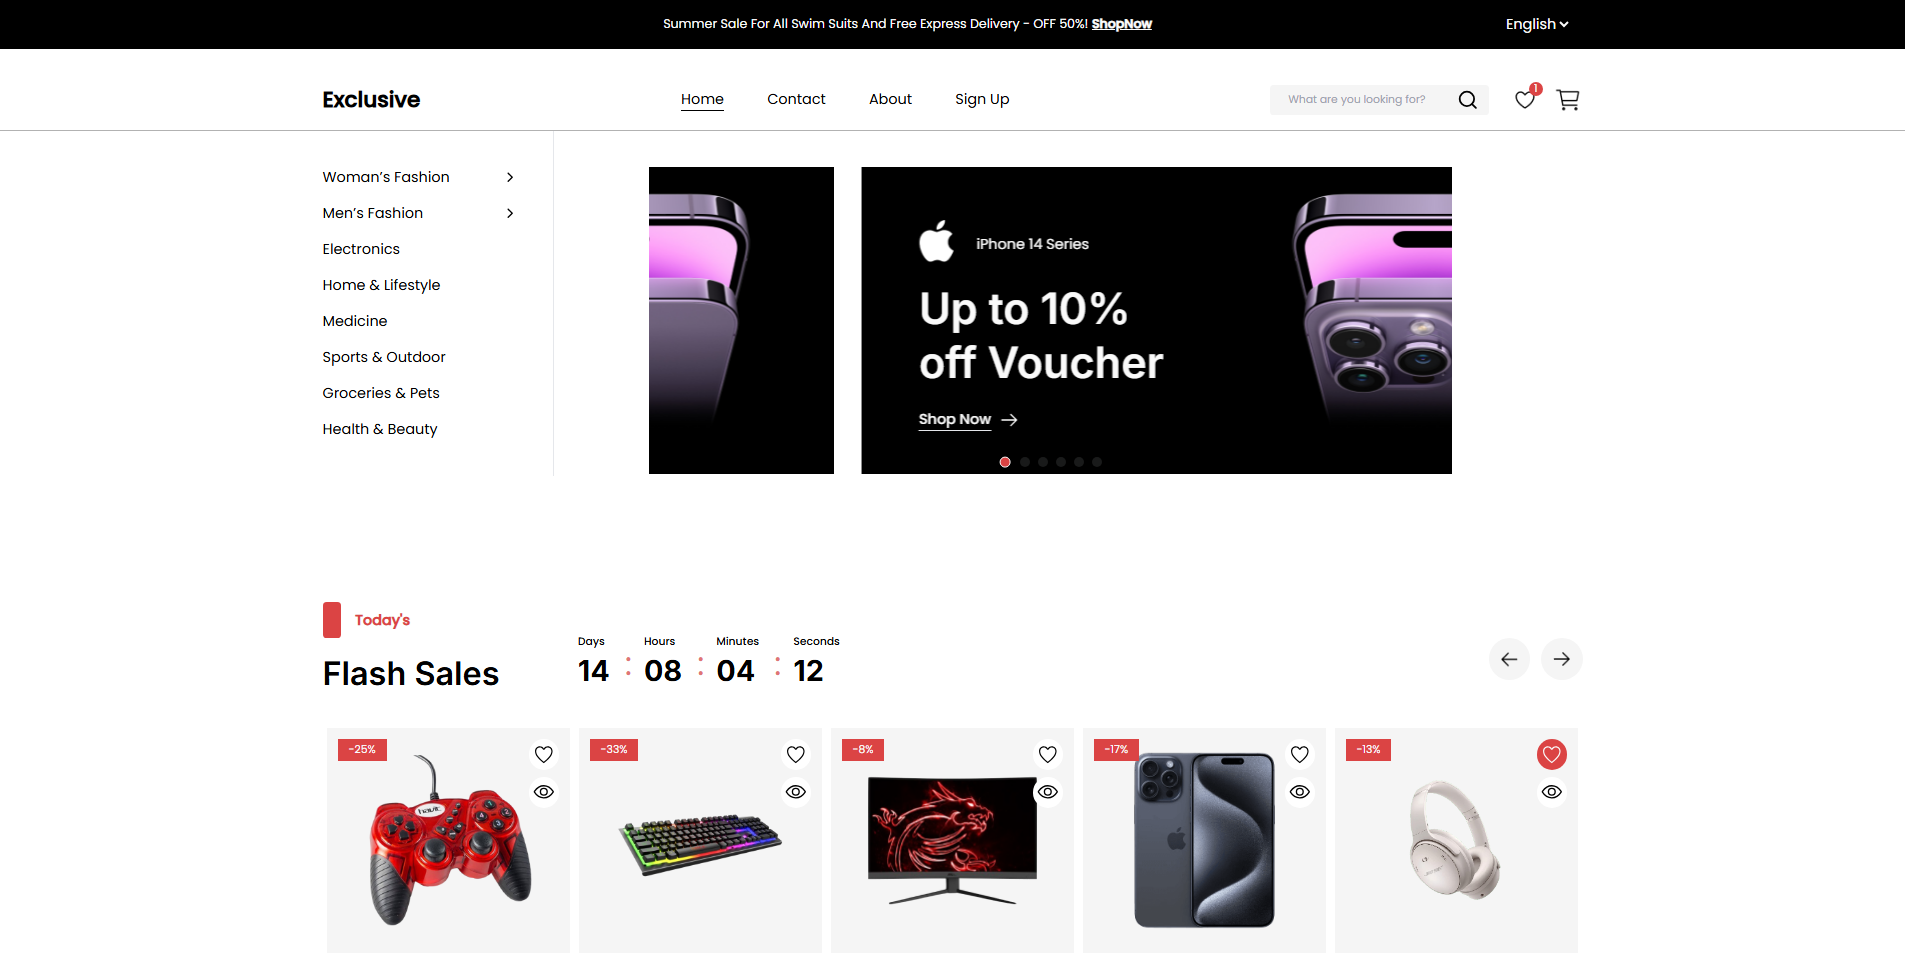 Summer Sale For All Swim Suits And Free Express Delivery - OFF 50%! ShopNow
English
Exclusive
Home
Contact
About
Sign Up
What are you looking for?
1
Woman's Fashion
Men's Fashion
Electronics
Home & Lifestyle
Medicine
Sports & Outdoor
Groceries & Pets
Health & Beauty
iPhone 14 Series
Up to 10%
off Voucher
Shop Now
Today's
Flash Sales
Days
Hours
Minutes
Seconds
14 : 08 : 04 : 12
-25%
-33%
-8%
-17%
-13%
havit